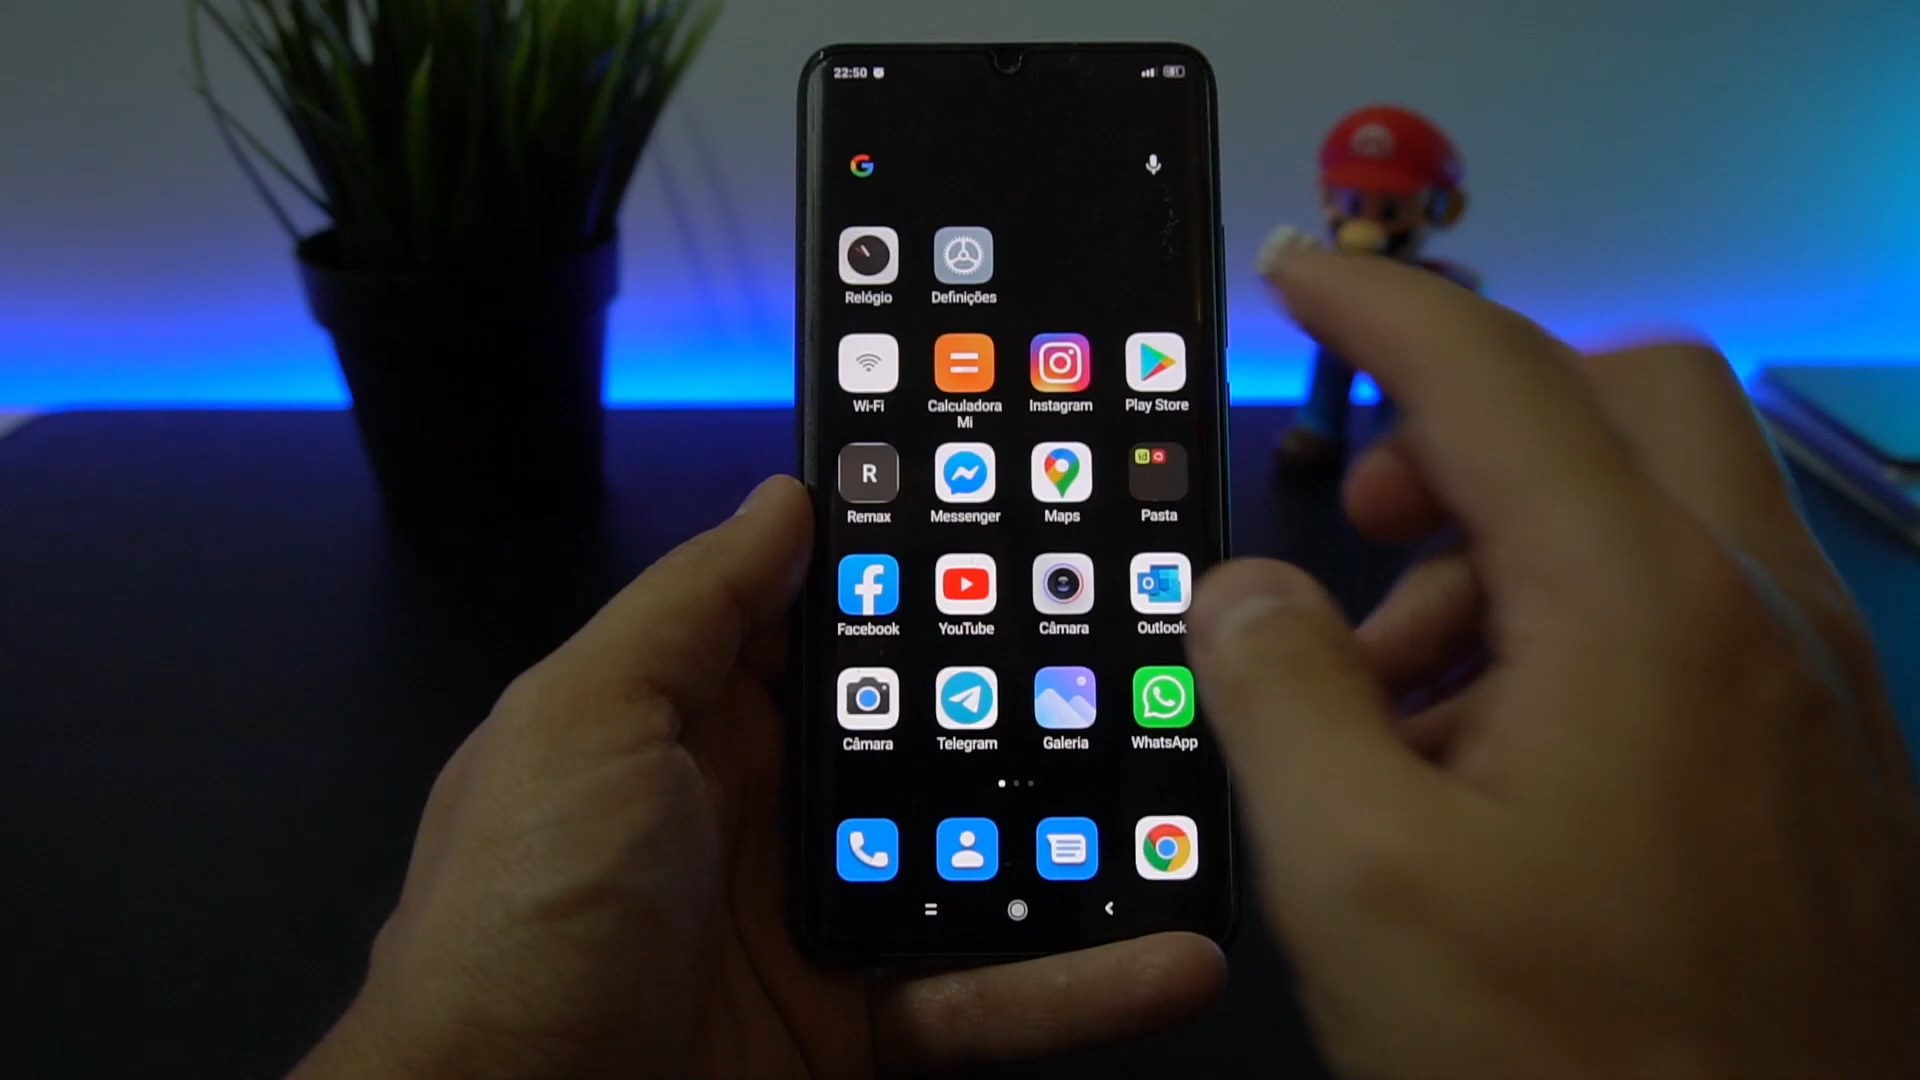 22:50
Relógio
Definições
Wi-Fi
Calculadora
Mi
Instagram
Play Store
R
Remax
Messenger
Maps
id
Pasta
Facebook
YouTube
Câmara
Outlook
Câmara
Telegram
Galeria
WhatsApp